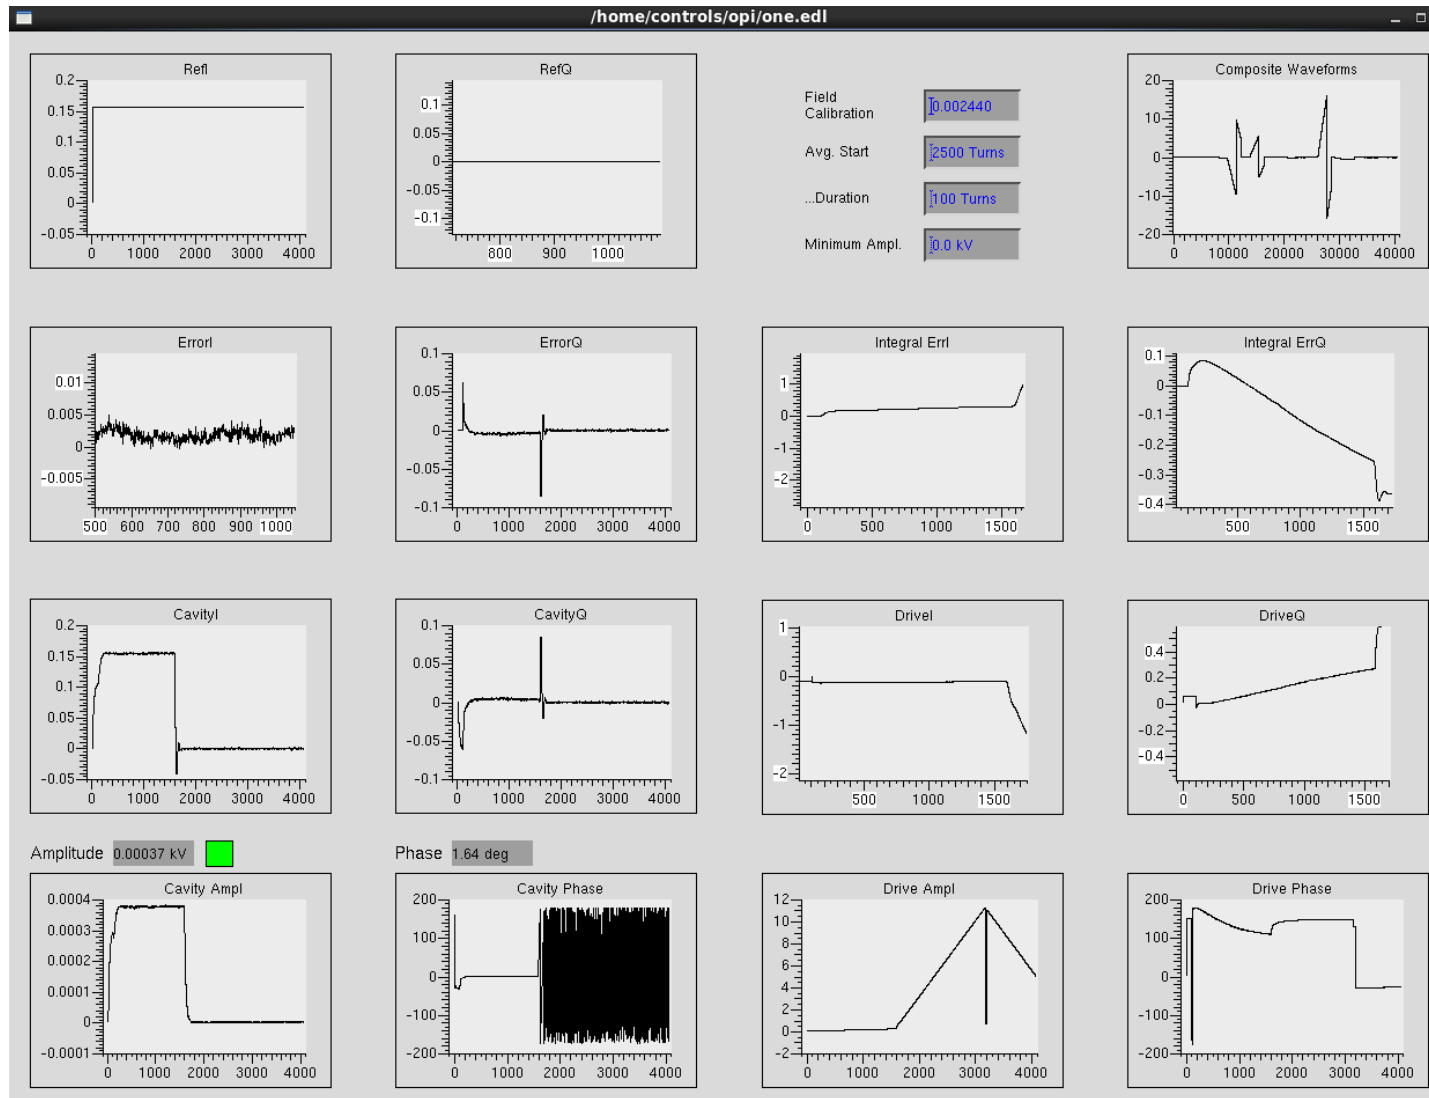 /home/controls/opi/one.edl
RefI
0.2
0.15
0.1
0.05
0
-0.05
0 1000 2000 3000 4000
RefQ
0.1
0.05
0
-0.05
-0.1
800 900 1000
Field
Calibration
0.002440
Avg. Start
2500 Turns
...Duration
100 Turns
Minimum Ampl.
0.0 kV
Composite Waveforms
20
10
0
-10
-20
0 10000 20000 30000 40000
ErrorI
0.01
0.005
0
-0.005
500 600 700 800 900 1000
ErrorQ
0.1
0.05
0
-0.05
-0.1
0 1000 2000 3000 4000
Integral ErrI
1
0
-1
-2
0 500 1000 1500
Integral ErrQ
0.1
0
-0.1
-0.2
-0.3
-0.4
500 1000 1500
CavityI
0.2
0.15
0.1
0.05
0
-0.05
0 1000 2000 3000 4000
CavityQ
0.1
0.05
0
-0.05
-0.1
0 1000 2000 3000 4000
DriveI
1
0
-1
-2
500 1000 1500
DriveQ
0.4
0.2
0
-0.2
-0.4
0 500 1000 1500
Amplitude 0.00037 kV
Phase 1.64 deg
Cavity Ampl
0.0004
0.0003
0.0002
0.0001
0
-0.0001
0 1000 2000 3000 4000
Cavity Phase
200
100
0
-100
-200
0 1000 2000 3000 4000
Drive Ampl
12
10
8
6
4
2
0
-2
0 1000 2000 3000 4000
Drive Phase
200
100
0
-100
-200
0 1000 2000 3000 4000